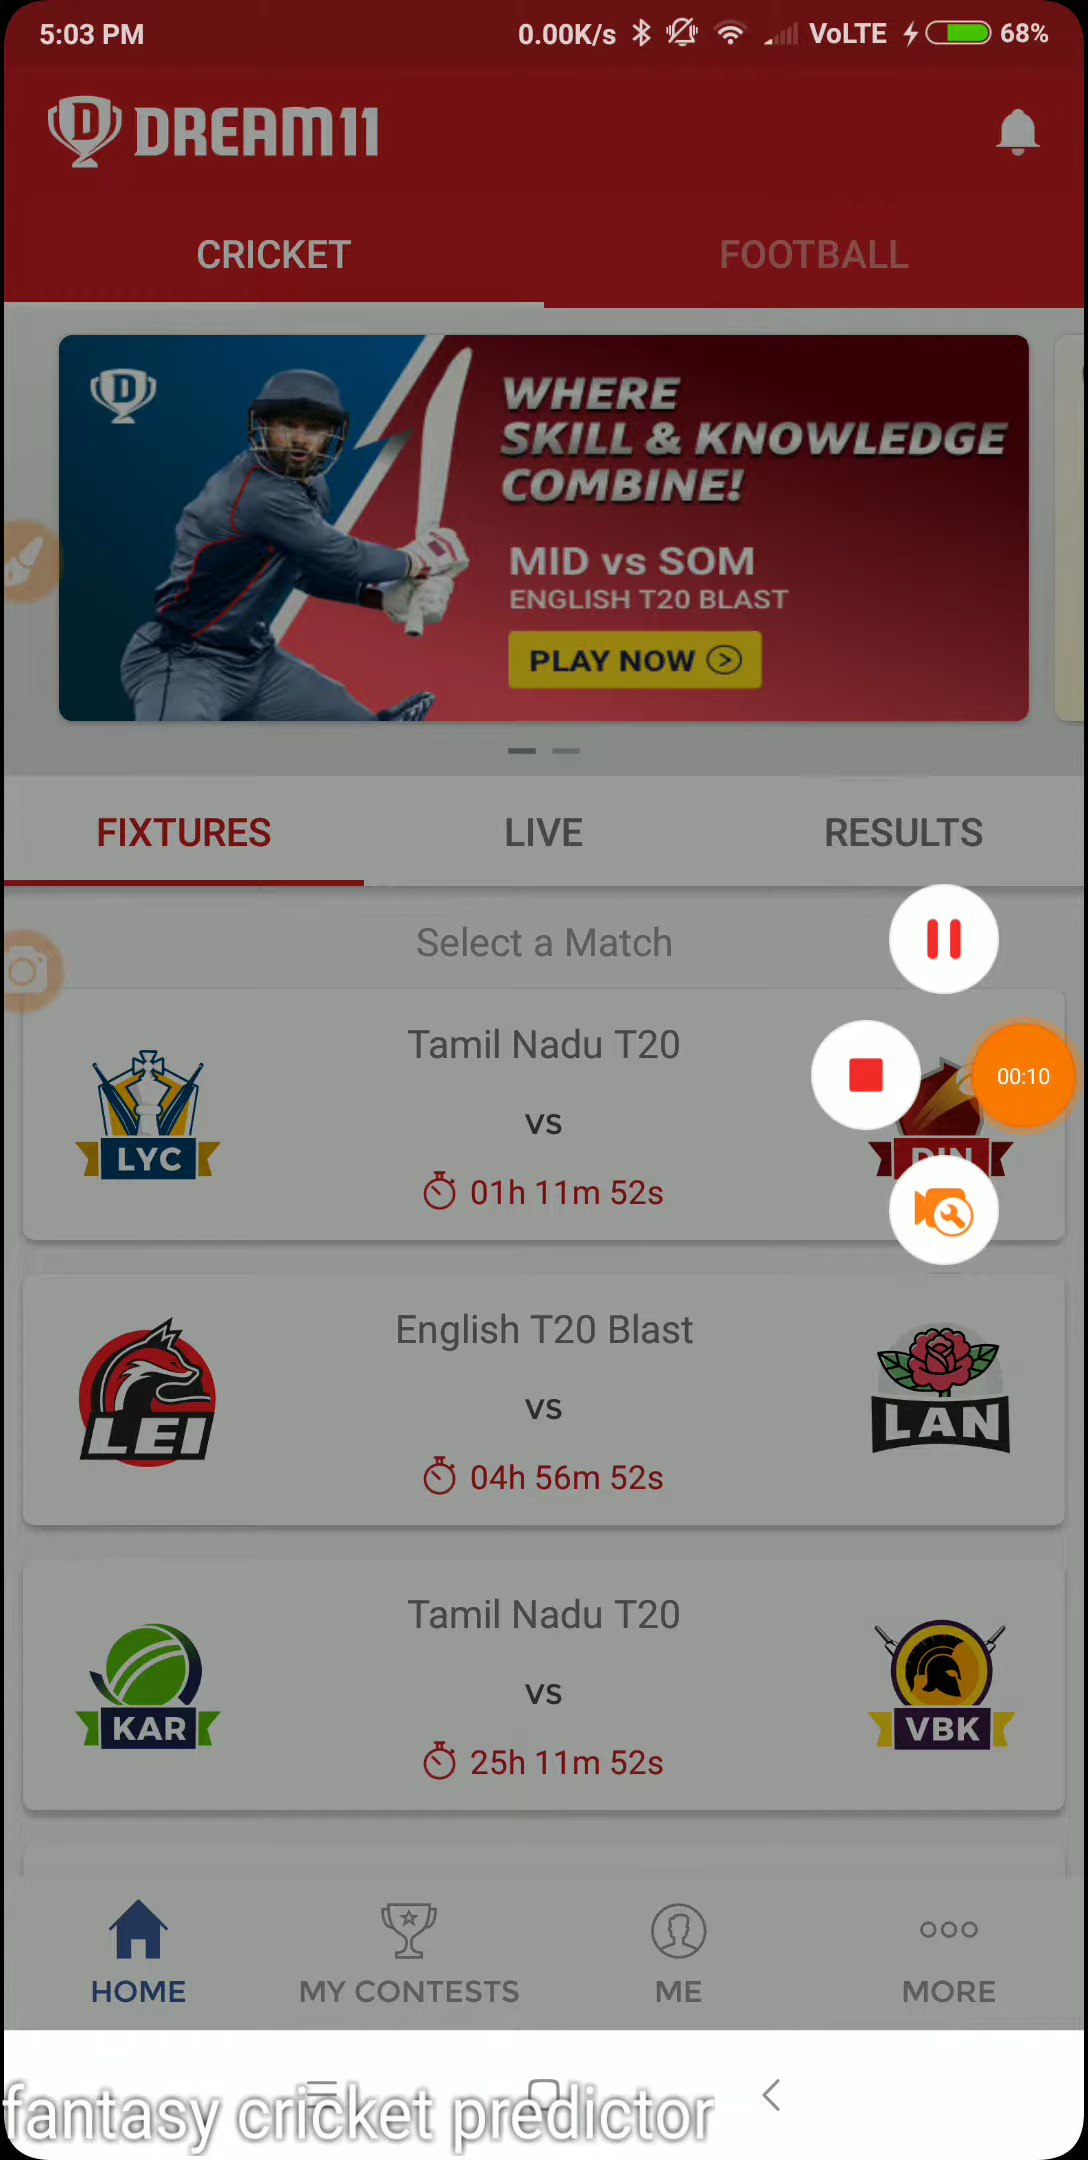 5:03 PM 0.00K/s VoLTE 68%
DREAM11
CRICKET FOOTBALL
D
WHERE
SKILL & KNOWLEDGE
COMBINE!
MID vs SOM
ENGLISH T20 BLAST
PLAY NOW
FIXTURES LIVE RESULTS
Select a Match
Tamil Nadu T20
LYC vs
01h 11m 52s
00:10
English T20 Blast
LEI vs LAN
04h 56m 52s
Tamil Nadu T20
KAR vs VBK
25h 11m 52s
HOME MY CONTESTS ME MORE
fantasy cricket predictor